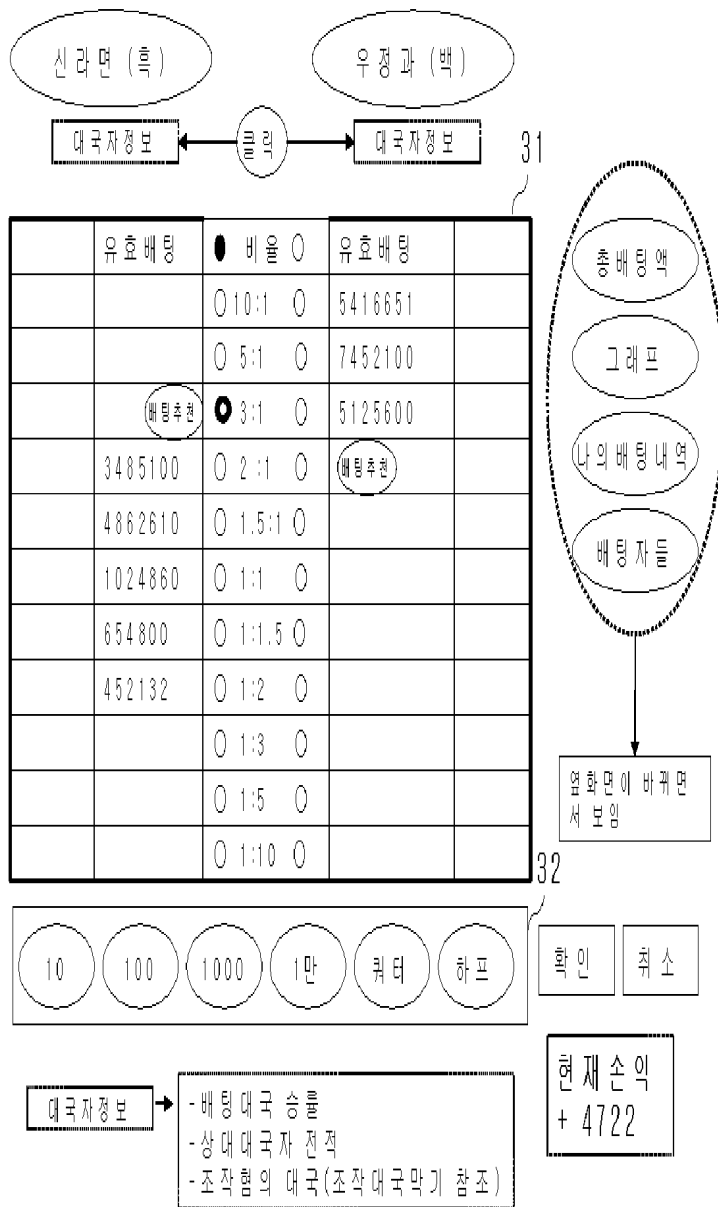 신라면 (흑)
우정과 (백)
대국자정보
클릭
대국자정보
31
유효배팅 ● 비율 ○ 유효배팅
○ 10:1 ○ 5416651
○ 5:1 ○ 7452100
배팅추천 3:1 ○ 5125600
3485100 ○ 2:1 ○ 배팅추천
4862610 ○ 1.5:1 ○
1024860 ○ 1:1 ○
654800 ○ 1:1.5 ○
452132 ○ 1:2 ○
○ 1:3 ○
○ 1:5 ○
○ 1:10 ○
총배팅액
그래프
나의배팅내역
배팅자들
옆화면이 바뀌면
서 보임
32
10 100 1000 1만 쿼터 하프
확인 취소
대국자정보
-배팅대국 승률
-상대대국자 전적
-조작혐의 대국(조작대국막기 참조)
현재손익
+ 4722